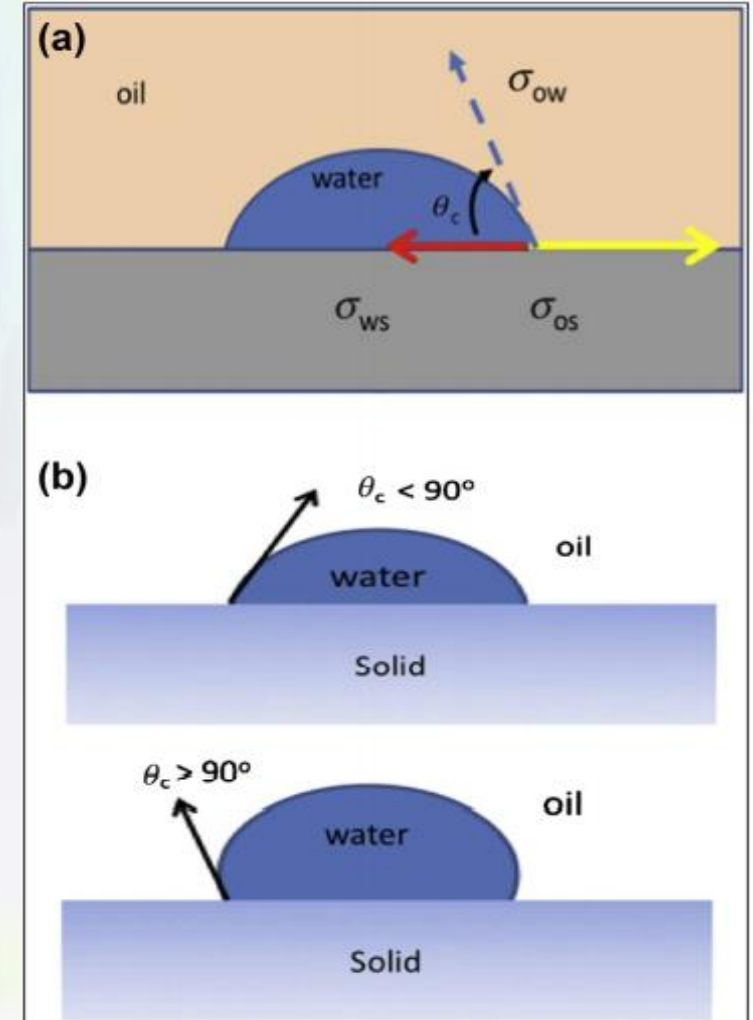 (a)
oil
σow
water
θc
σws
σos
(b)
θc < 90°
oil
water
Solid
θc > 90°
oil
water
Solid